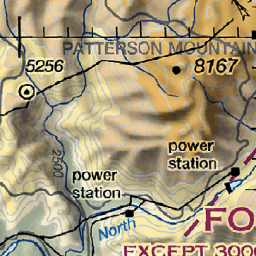 PATTERSON MOUNTAIN
5256
8167
2500
power
station
power
station
North
FO
EXCEPT 3000